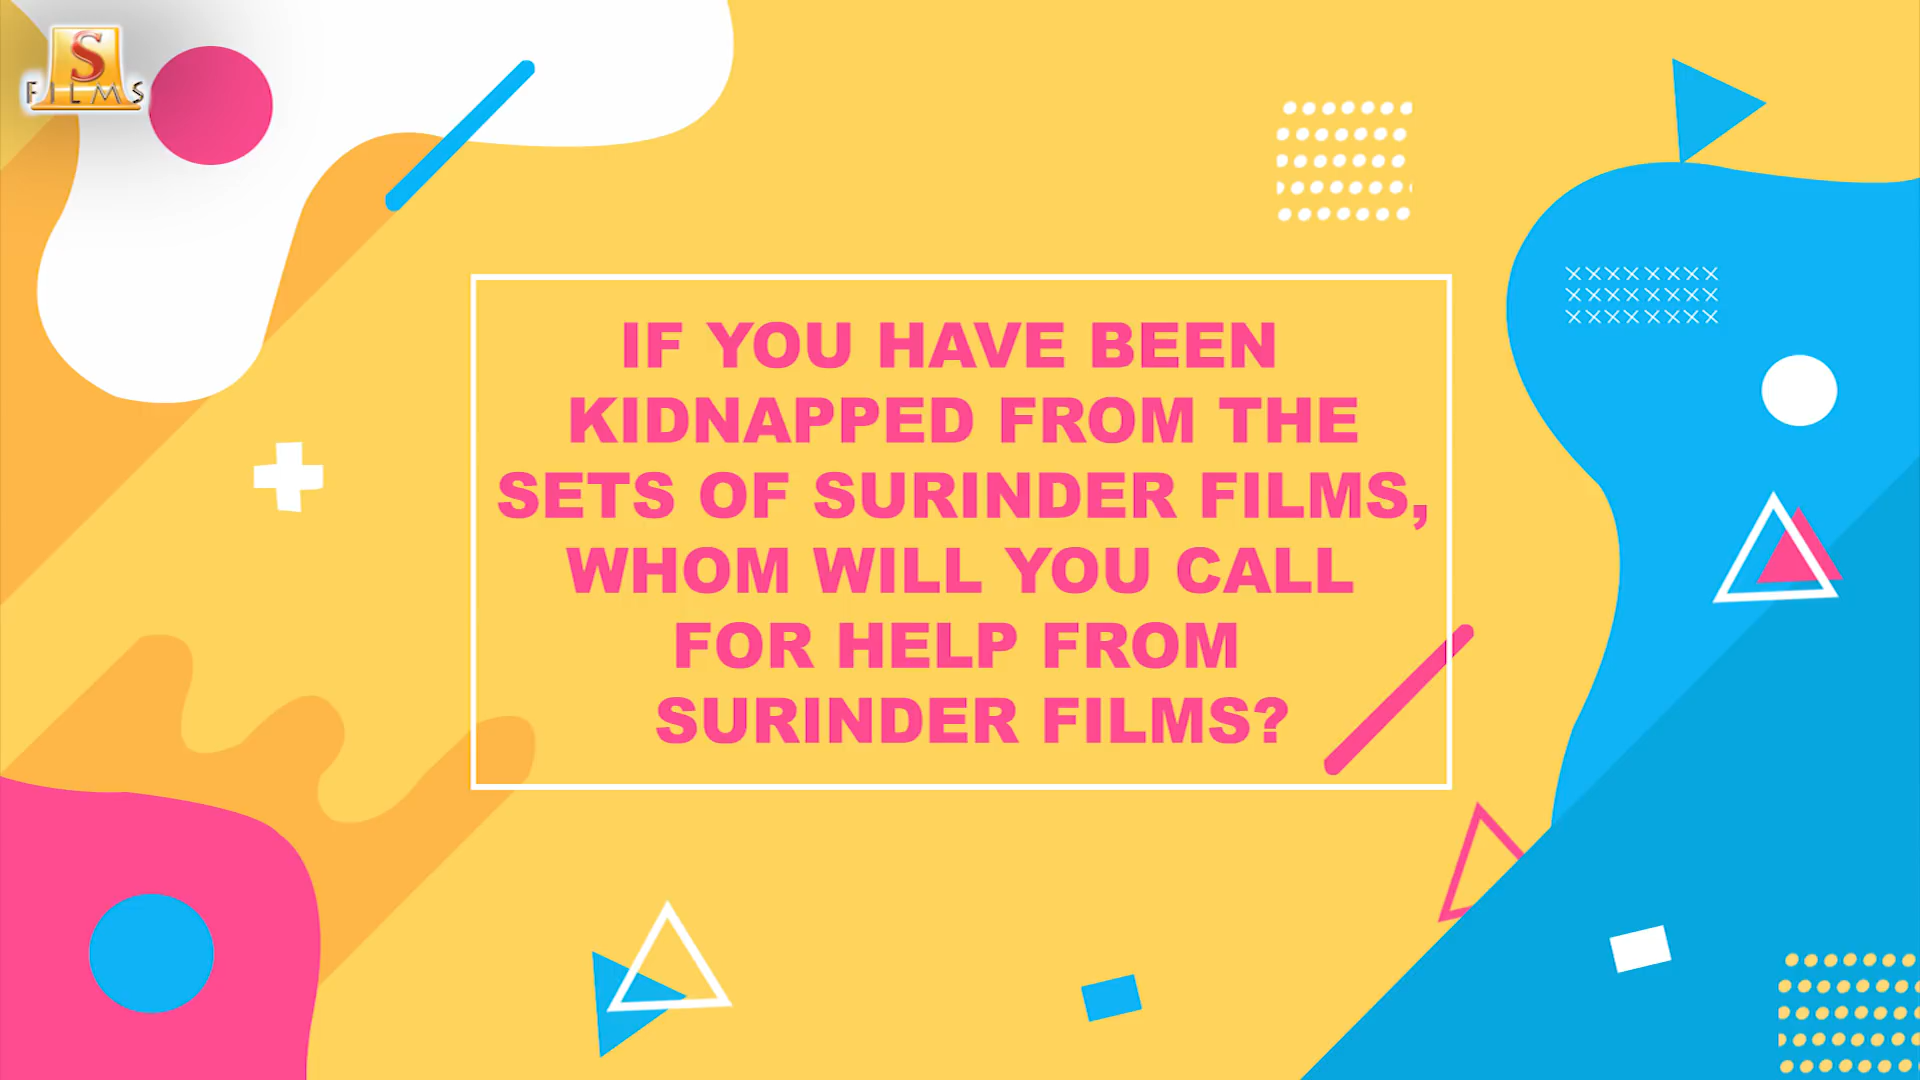 S
FILMS
IF YOU HAVE BEEN
KIDNAPPED FROM THE
SETS OF SURINDER FILMS,
WHOM WILL YOU CALL
FOR HELP FROM
SURINDER FILMS?